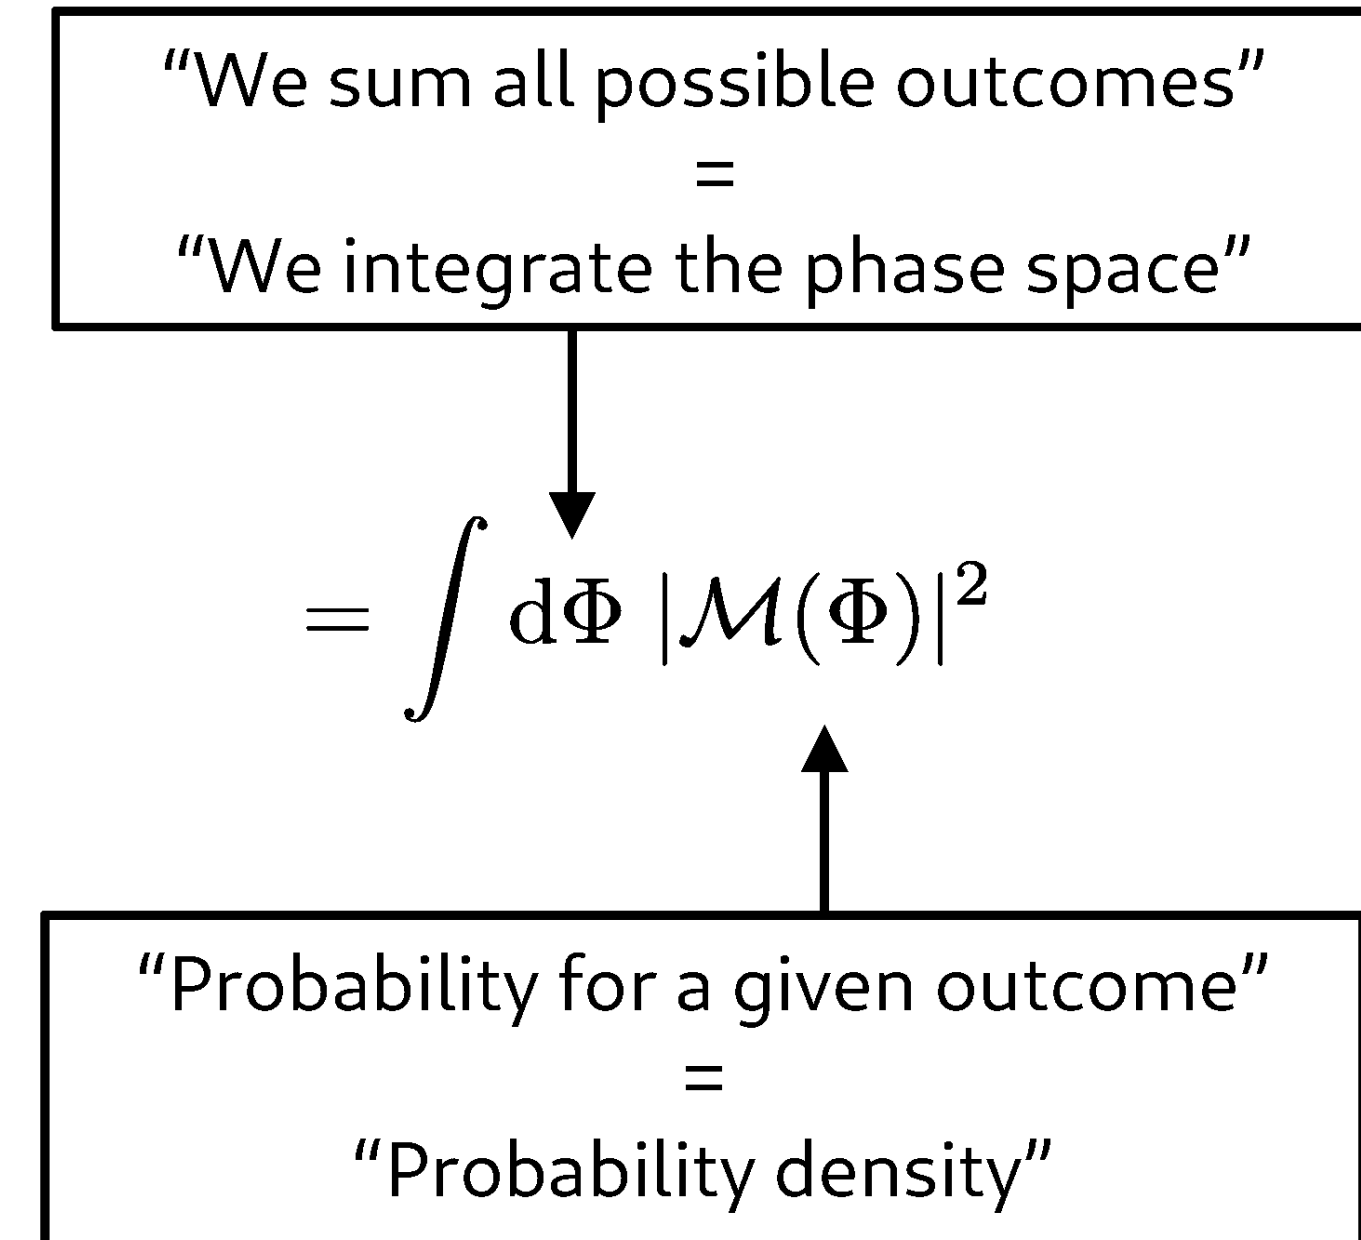 “We sum all possible outcomes”
=
“We integrate the phase space”
= ∫ dΦ |ℳ(Φ)|²
“Probability for a given outcome”
=
“Probability density”